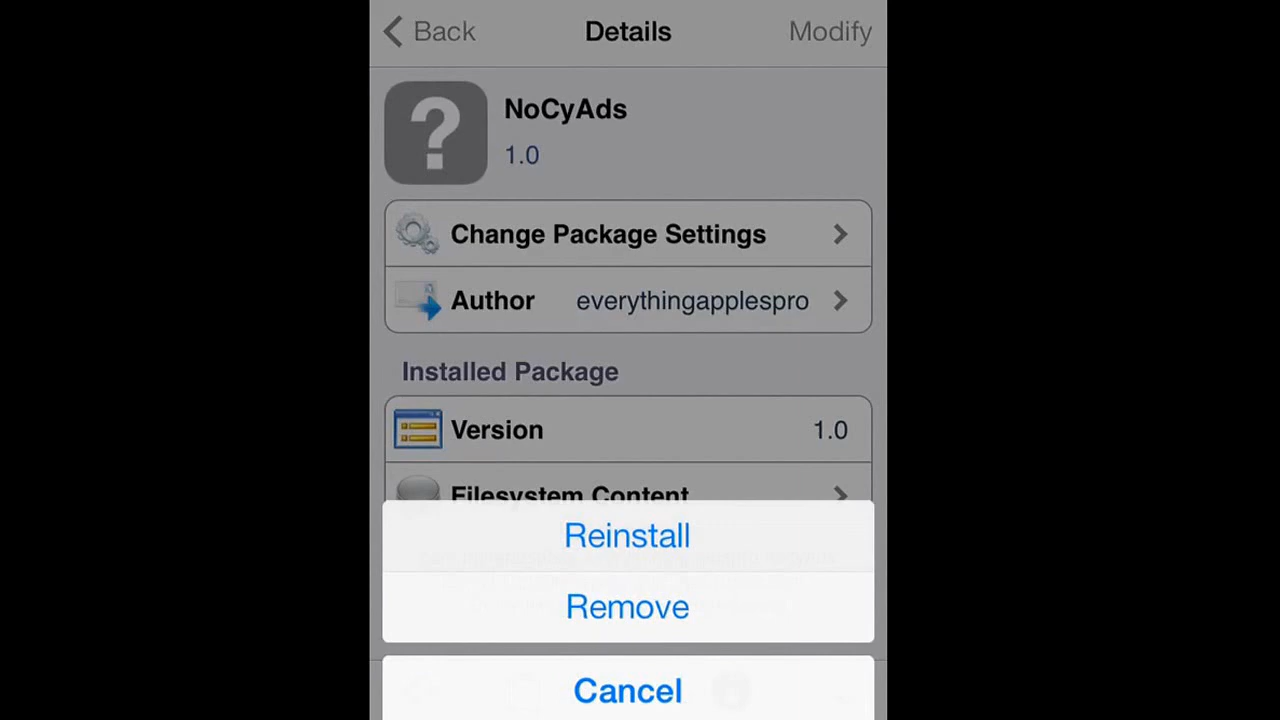 Back Details Modify
?
NoCyAds
1.0
Change Package Settings
Author everythingapplespro
Installed Package
Version 1.0
Filesystem Content
Reinstall
Remove
Cancel